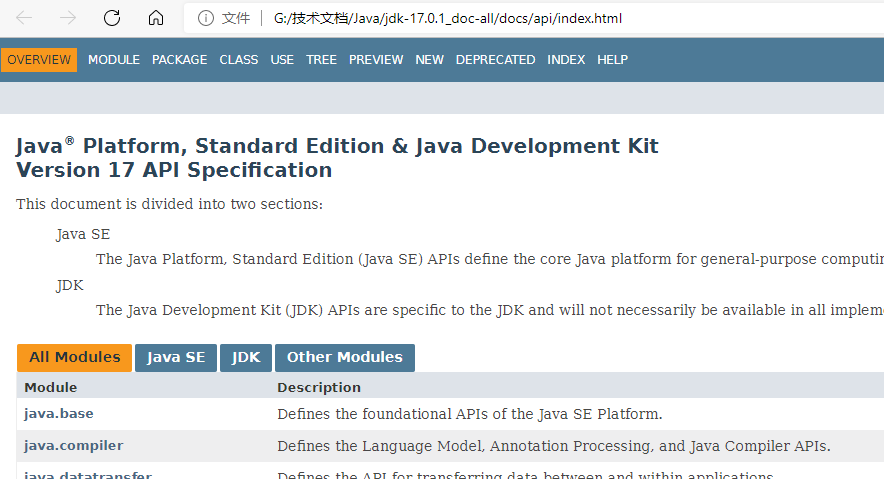 文件 G:/技术文档/Java/jdk-17.0.1_doc-all/docs/api/index.html
OVERVIEW MODULE PACKAGE CLASS USE TREE PREVIEW NEW DEPRECATED INDEX HELP
Java® Platform, Standard Edition & Java Development Kit
Version 17 API Specification
This document is divided into two sections:
Java SE
The Java Platform, Standard Edition (Java SE) APIs define the core Java platform for general-purpose
JDK
The Java Development Kit (JDK) APIs are specific to the JDK and will not necessarily be available in all
All Modules Java SE JDK Other Modules
Module Description
java.base Defines the foundational APIs of the Java SE Platform.
java.compiler Defines the Language Model, Annotation Processing, and Java Compiler APIs.
java.datatransfer Defines the API for transferring data between and within applications.